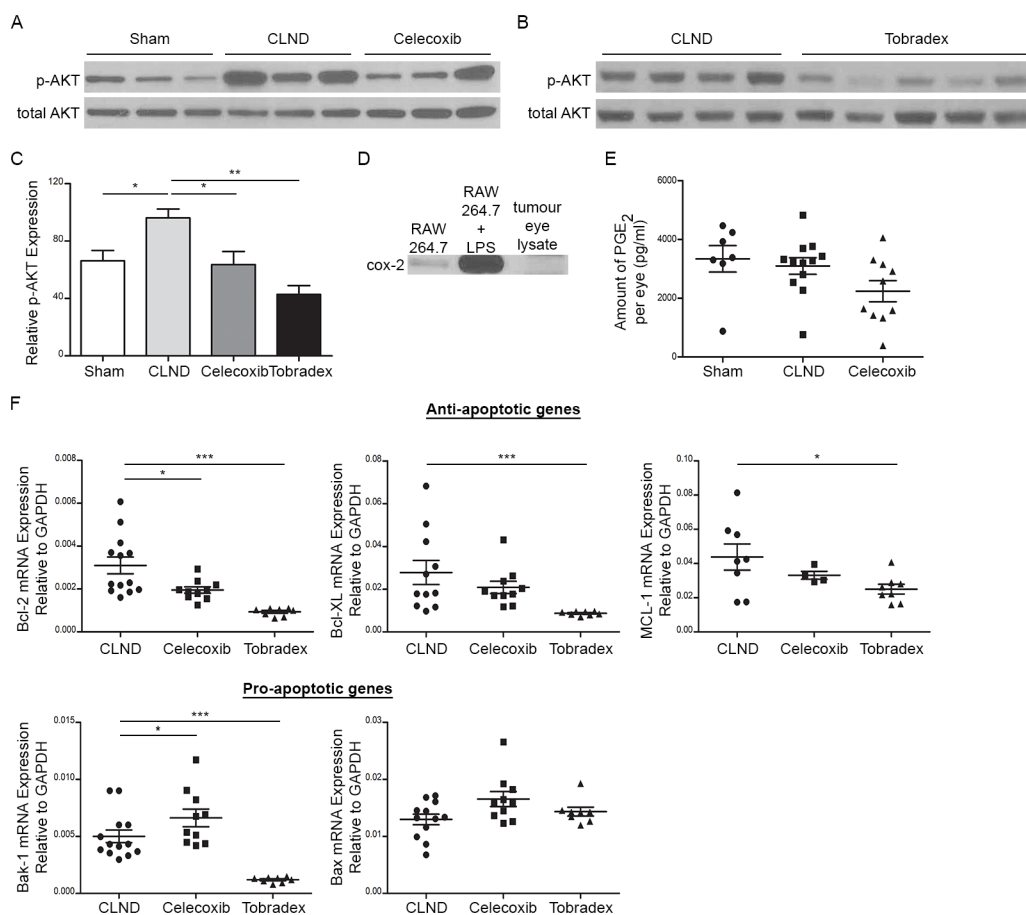 A
Sham CLND Celecoxib
p-AKT
total AKT
B
CLND Tobradex
p-AKT
total AKT
C
Relative p-AKT Expression
120
80
40
0
* * **
Sham CLND Celecoxib Tobradex
D
RAW 264.7
RAW 264.7 + LPS
tumour eye lysate
cox-2
E
Amount of PGE2
per eye (pg/ml)
6000
4000
2000
0
Sham CLND Celecoxib
F
Anti-apoptotic genes
Bcl-2 mRNA Expression
Relative to GAPDH
0.008
0.006
0.004
0.002
0.000
***
*
CLND Celecoxib Tobradex
Bcl-XL mRNA Expression
Relative to GAPDH
0.08
0.06
0.04
0.02
0.00
***
CLND Celecoxib Tobradex
MCL-1 mRNA Expression
Relative to GAPDH
0.10
0.08
0.06
0.04
0.02
0.00
*
CLND Celecoxib Tobradex
Pro-apoptotic genes
Bak-1 mRNA Expression
Relative to GAPDH
0.015
0.010
0.005
0.000
***
*
CLND Celecoxib Tobradex
Bax mRNA Expression
Relative to GAPDH
0.03
0.02
0.01
0.00
CLND Celecoxib Tobradex